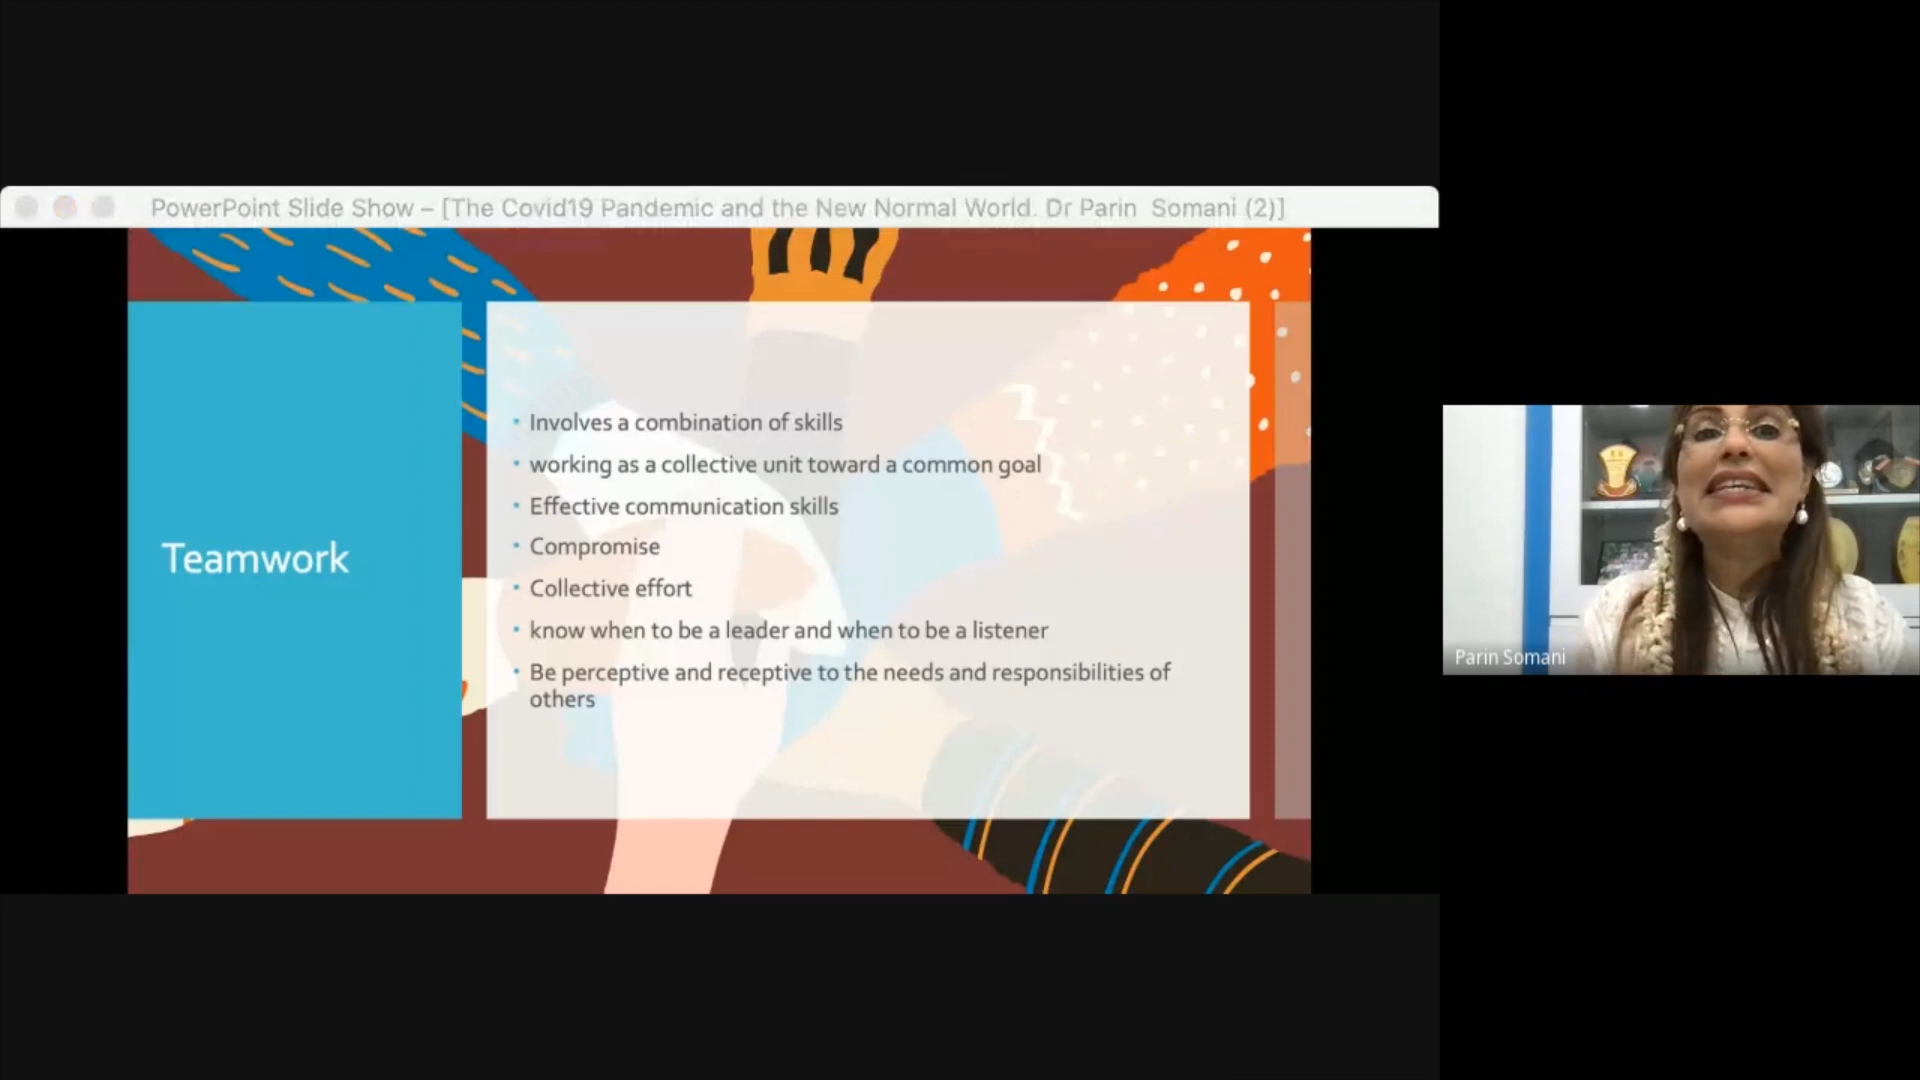 PowerPoint Slide Show – [The Covid19 Pandemic and the New Normal World. Dr Parin  Somani (2)]
Teamwork
• Involves a combination of skills
• working as a collective unit toward a common goal
• Effective communication skills
• Compromise
• Collective effort
• know when to be a leader and when to be a listener
• Be perceptive and receptive to the needs and responsibilities of
others
Parin Somani